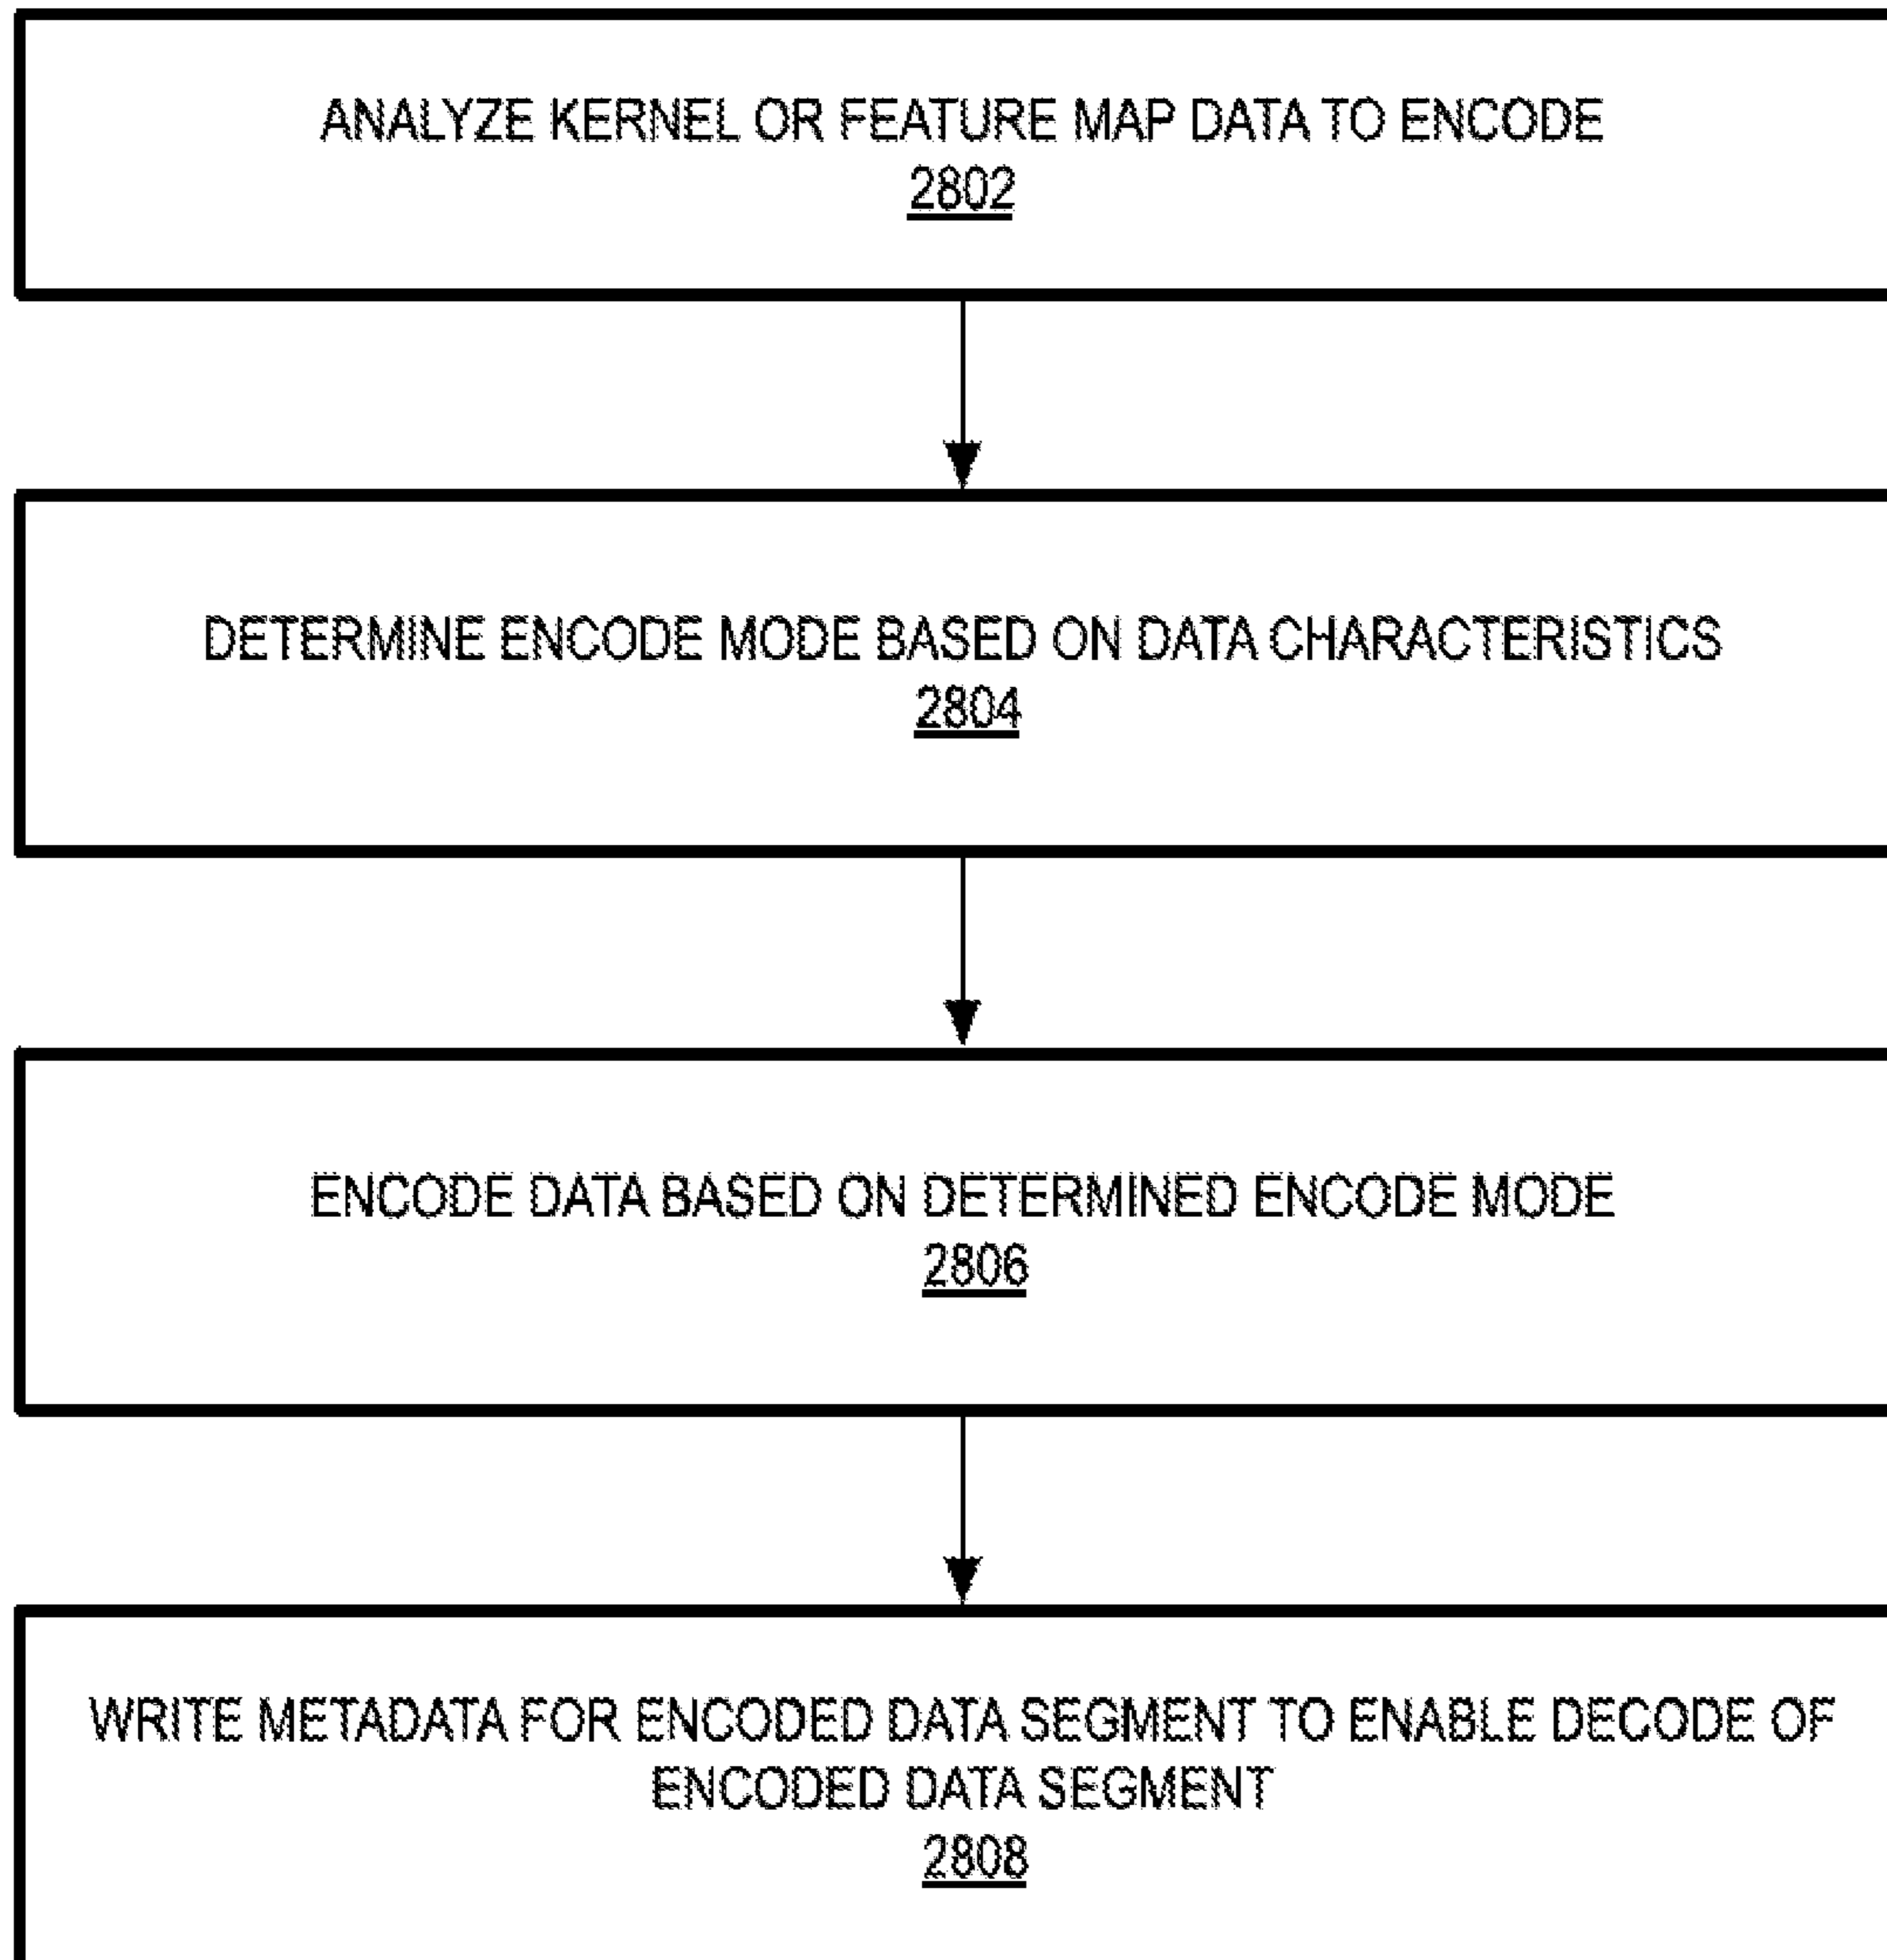 ANALYZE KERNEL OR FEATURE MAP DATA TO ENCODE
2802
DETERMINE ENCODE MODE BASED ON DATA CHARACTERISTICS
2804
ENCODE DATA BASED ON DETERMINED ENCODE MODE
2806
WRITE METADATA FOR ENCODED DATA SEGMENT TO ENABLE DECODE OF
ENCODED DATA SEGMENT
2808